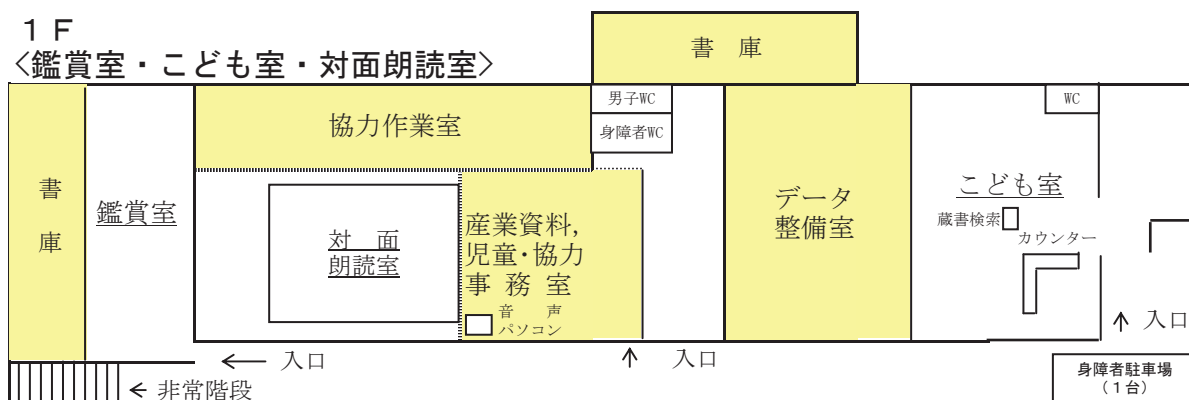 1F
<鑑賞室・こども室・対面朗読室>
書 庫
男子WC
身障者WC
WC
協力作業室
書
庫
鑑賞室
対 面
朗読室
産業資料,
児童・協力
事 務 室
音 声
パソコン
データ
整備室
こども室
蔵書検索
カウンター
入口
入口
入口
非常階段
身障者駐車場
(1台)